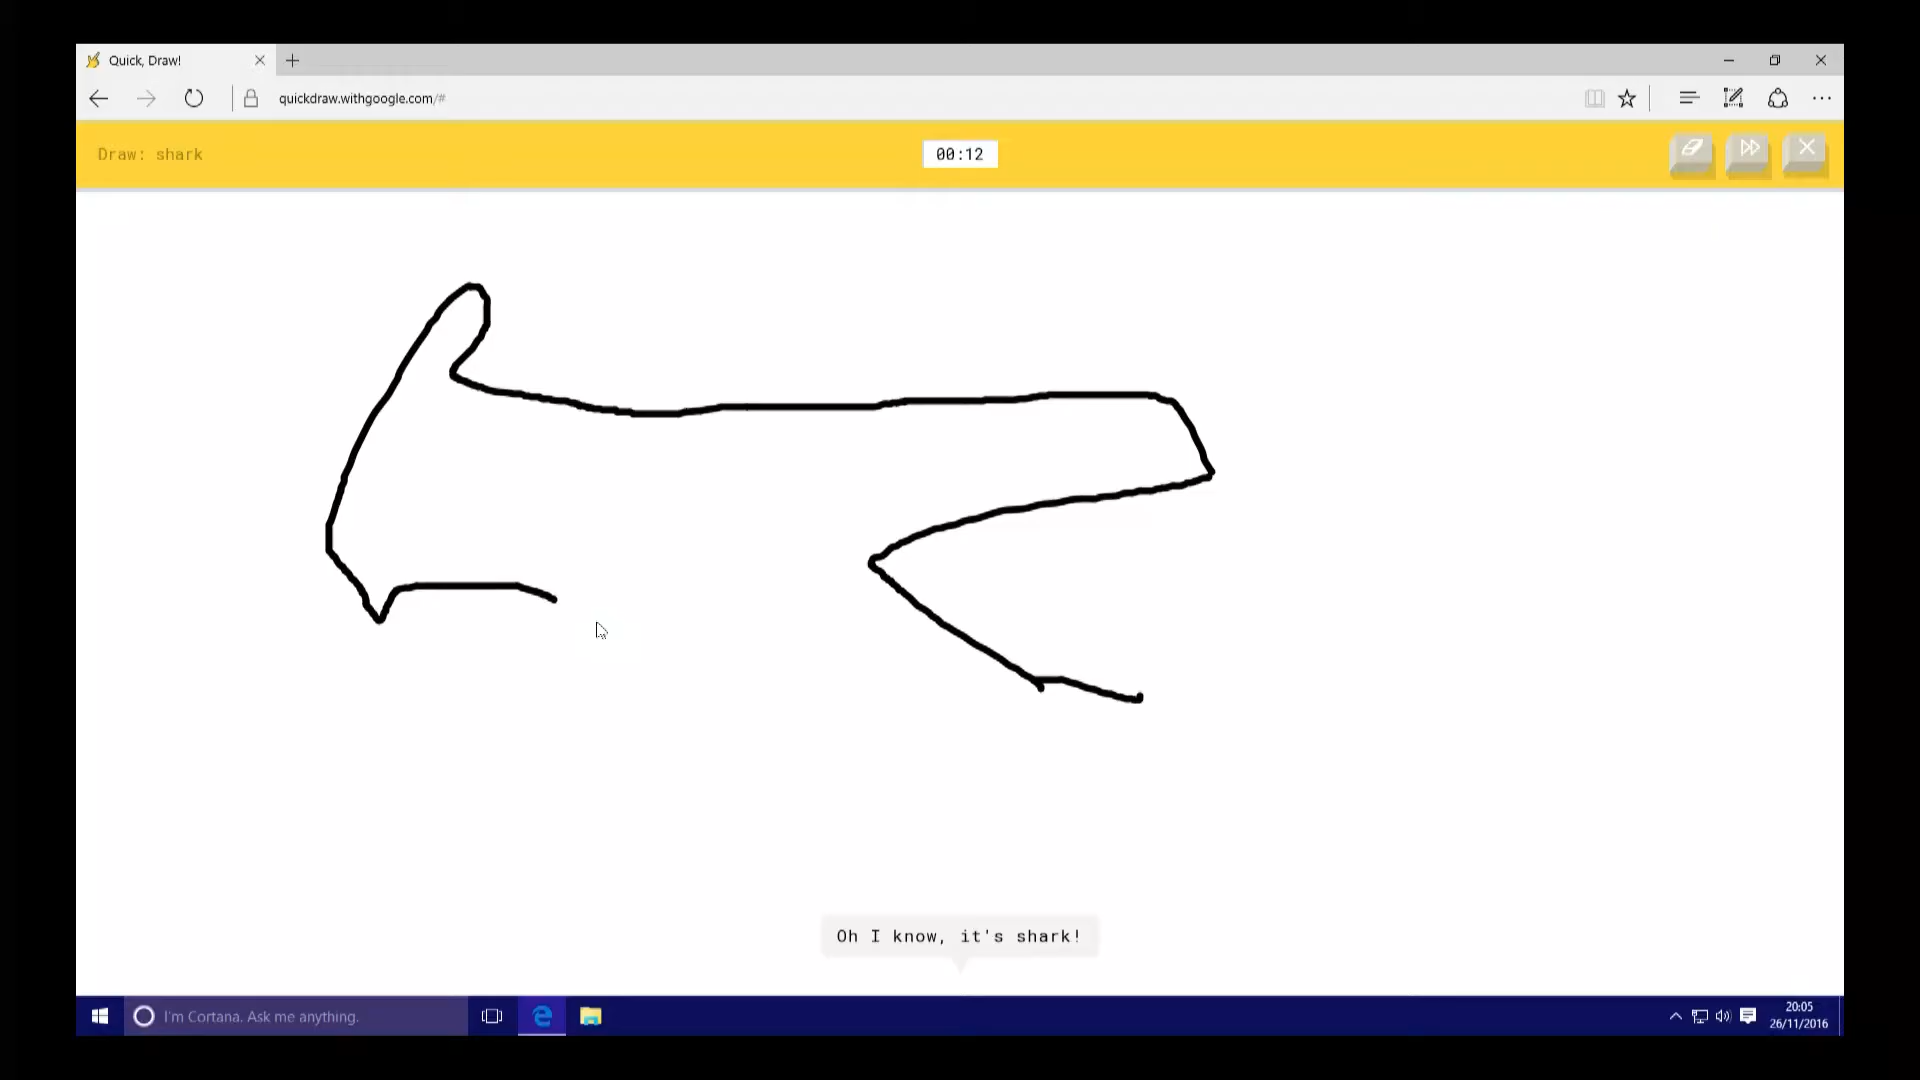 Quick, Draw!
quickdraw.withgoogle.com/#
Draw: shark
00:12
Oh I know, it's shark!
I'm Cortana. Ask me anything.
20:05
26/11/2016